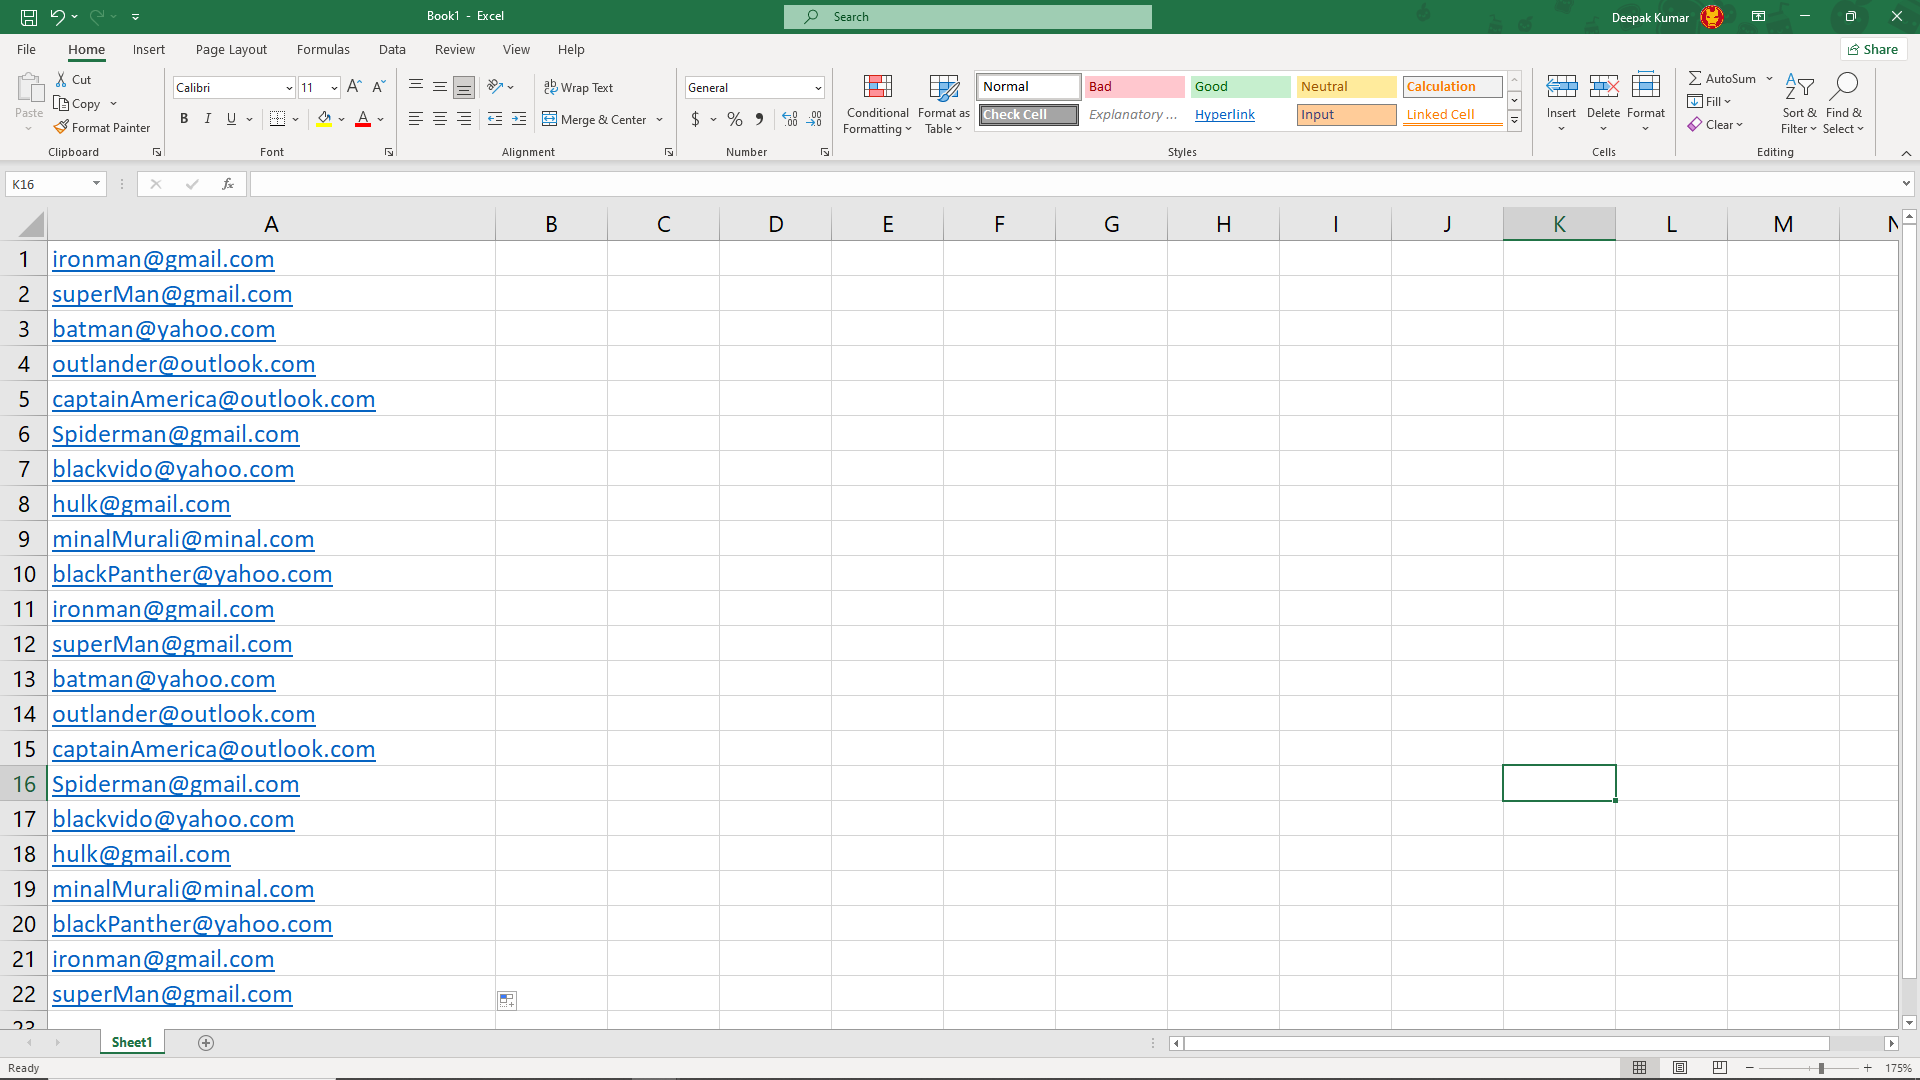 Book1 - Excel
Search
Deepak Kumar
File Home Insert Page Layout Formulas Data Review View Help
Share
Paste
Cut
Copy
Format Painter
Clipboard
Calibri 11
B I U
A A
Font
Wrap Text
Merge & Center
Alignment
General
$ % ,
Number
Conditional Formatting
Format as Table
Normal Bad Good Neutral Calculation
Check Cell Explanatory ... Hyperlink Input Linked Cell
Styles
Insert Delete Format
Cells
AutoSum
Fill
Clear
Sort & Filter
Find & Select
Editing
K16
fx
A B C D E F G H I J K L M N
1 ironman@gmail.com
2 superMan@gmail.com
3 batman@yahoo.com
4 outlander@outlook.com
5 captainAmerica@outlook.com
6 Spiderman@gmail.com
7 blackvido@yahoo.com
8 hulk@gmail.com
9 minalMurali@minal.com
10 blackPanther@yahoo.com
11 ironman@gmail.com
12 superMan@gmail.com
13 batman@yahoo.com
14 outlander@outlook.com
15 captainAmerica@outlook.com
16 Spiderman@gmail.com
17 blackvido@yahoo.com
18 hulk@gmail.com
19 minalMurali@minal.com
20 blackPanther@yahoo.com
21 ironman@gmail.com
22 superMan@gmail.com
23
Sheet1
Ready
175%